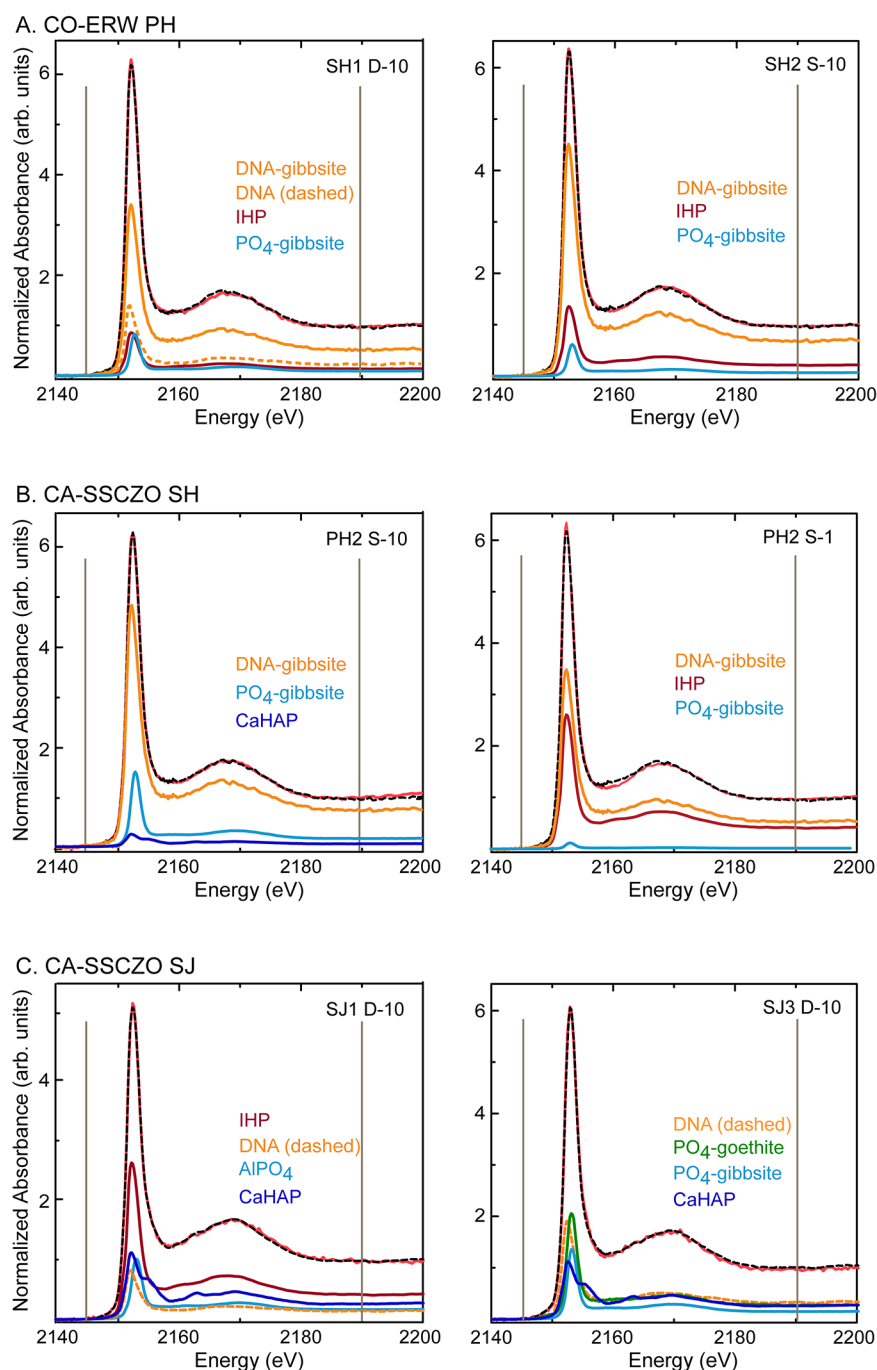 A. CO-ERW PH
Normalized Absorbance (arb. units)
6
4
2
SH1 D-10
DNA-gibbsite
DNA (dashed)
IHP
PO4-gibbsite
2140 2160 2180 2200
Energy (eV)
6
4
2
SH2 S-10
DNA-gibbsite
IHP
PO4-gibbsite
2140 2160 2180 2200
Energy (eV)
B. CA-SSCZO SH
Normalized Absorbance (arb. units)
6
4
2
PH2 S-10
DNA-gibbsite
PO4-gibbsite
CaHAP
2140 2160 2180 2200
Energy (eV)
6
4
2
PH2 S-1
DNA-gibbsite
IHP
PO4-gibbsite
2140 2160 2180 2200
Energy (eV)
C. CA-SSCZO SJ
Normalized Absorbance (arb. units)
4
2
SJ1 D-10
IHP
DNA (dashed)
AlPO4
CaHAP
2140 2160 2180 2200
Energy (eV)
6
4
2
SJ3 D-10
DNA (dashed)
PO4-goethite
PO4-gibbsite
CaHAP
2140 2160 2180 2200
Energy (eV)